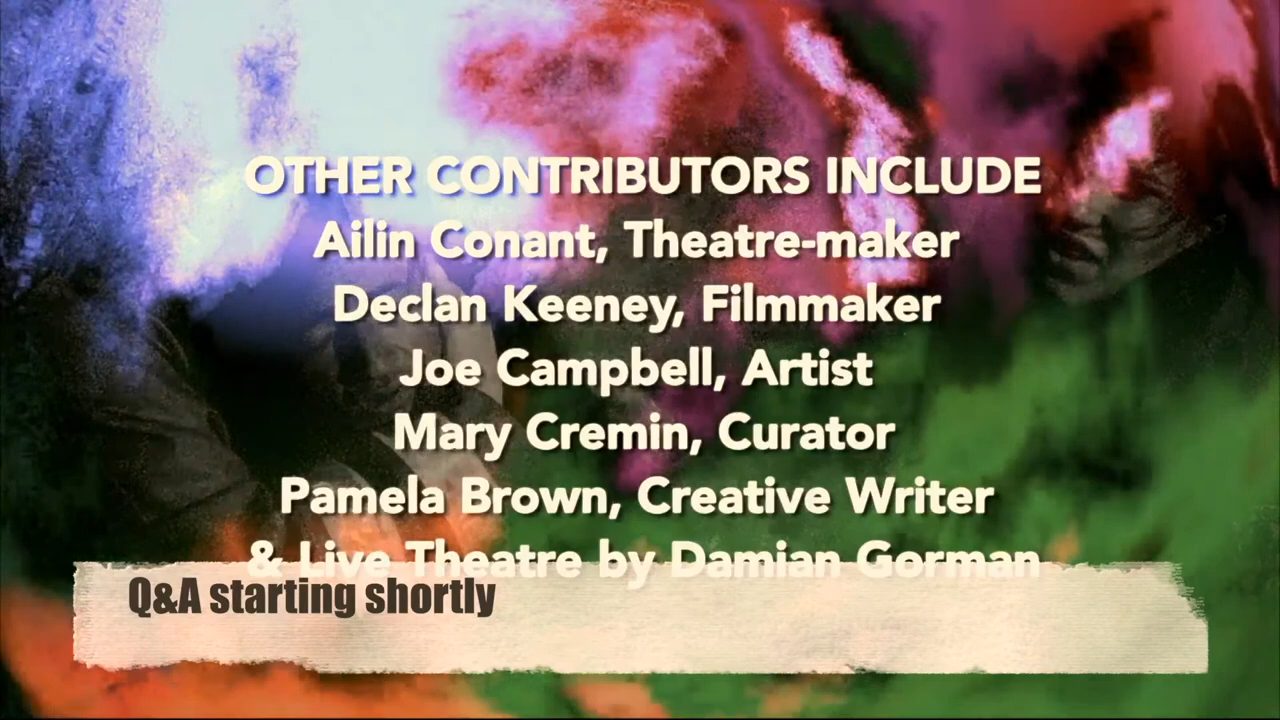 OTHER CONTRIBUTORS INCLUDE
Ailin Conant, Theatre-maker
Declan Keeney, Filmmaker
Joe Campbell, Artist
Mary Cremin, Curator
Pamela Brown, Creative Writer
& Live Theatre by Damian Gorman
Q&A starting shortly